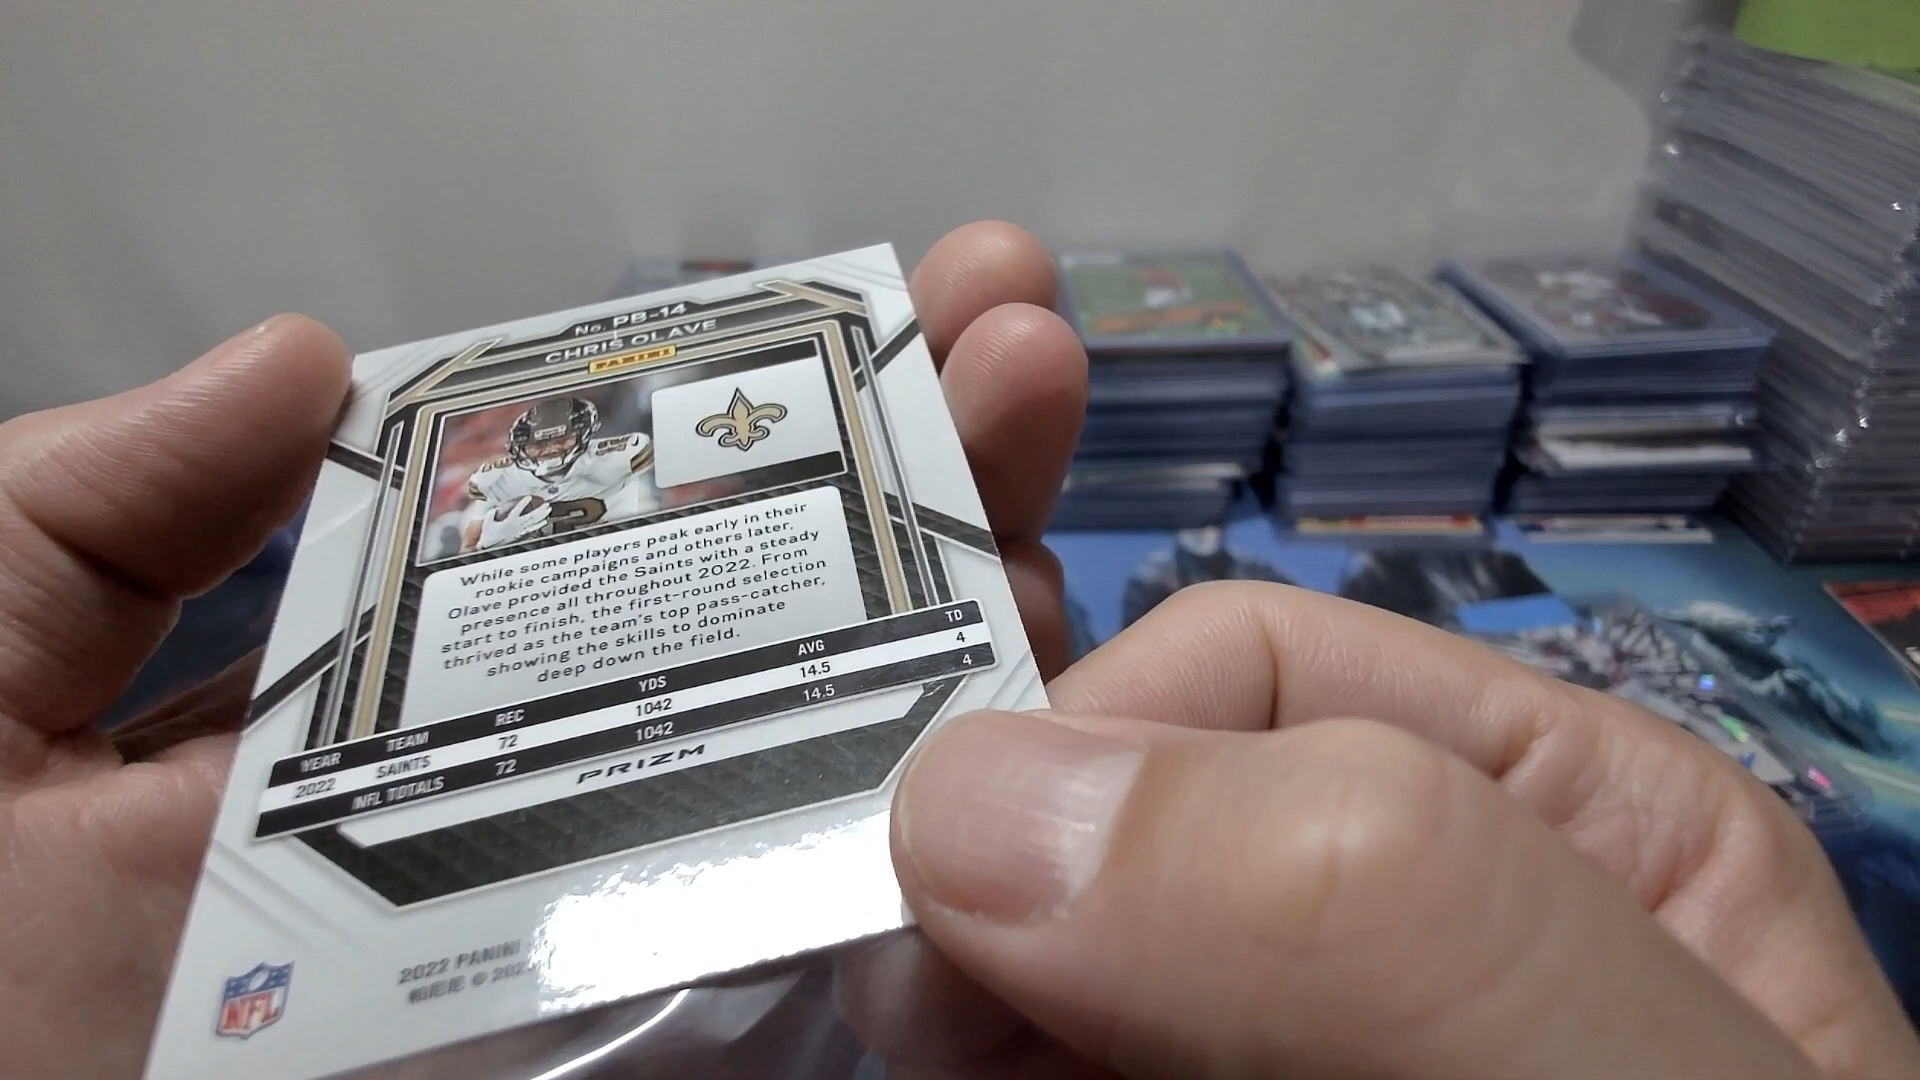 No. PB-14
CHRIS OLAVE
PANINI
While some players peak early in their
rookie campaigns and others later,
Olave provided the Saints with a steady
presence all throughout 2022. From
start to finish, the first-round selection
thrived as the team's top pass-catcher,
showing the skills to dominate
deep down the field.
YEAR TEAM REC YDS AVG TD
2022 SAINTS 72 1042 14.5 4
NFL TOTALS 72 1042 14.5 4
PRIZM
2022 PANINI
NFL